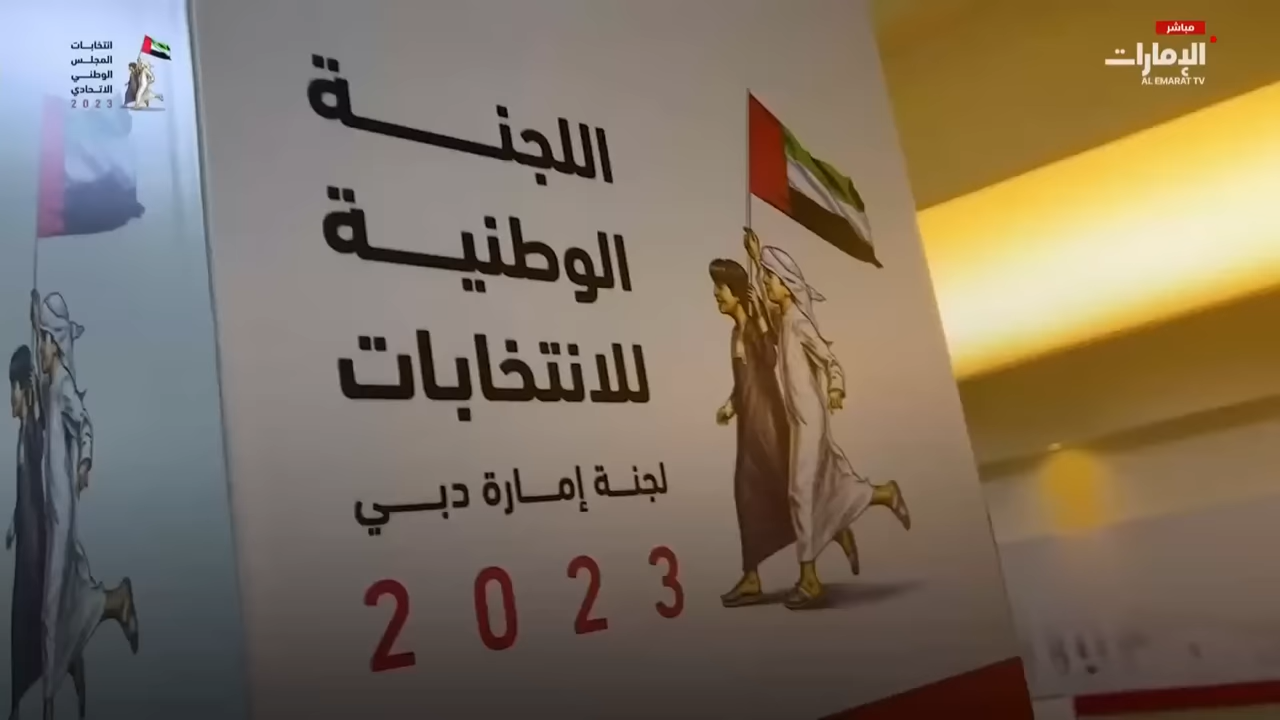 انتخابات
المجلس
الوطني
الاتحادي
2023
مباشر
الإمارات
AL EMARAT TV
اللجنة
الوطنية
للانتخابات
لجنة إمارة دبي
2023